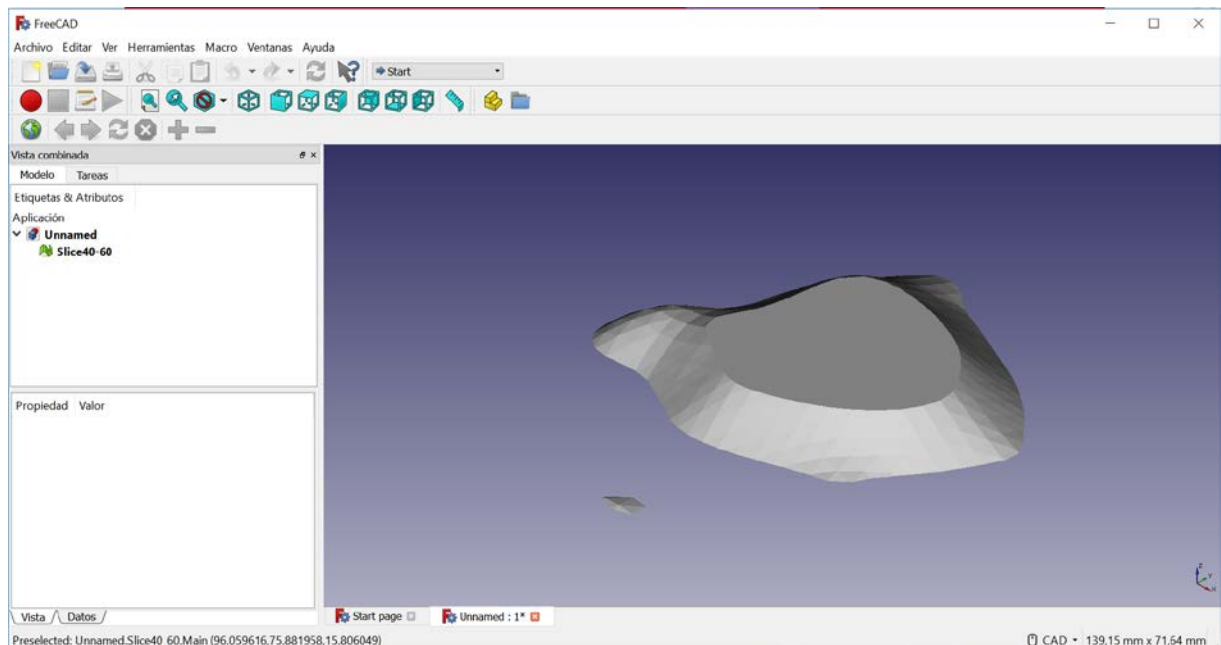 FreeCAD
Archivo Editar Ver Herramientas Macro Ventanas Ayuda
Start
Vista combinada
Modelo Tareas
Etiquetas & Atributos
Aplicación
Unnamed
Slice40-60
Propiedad Valor
Vista Datos
Start page Unnamed : 1*
Preselected: Unnamed.Slice40_60.Main (96.059616,75.881958,15.806049) CAD 139.15 mm x 71.64 mm